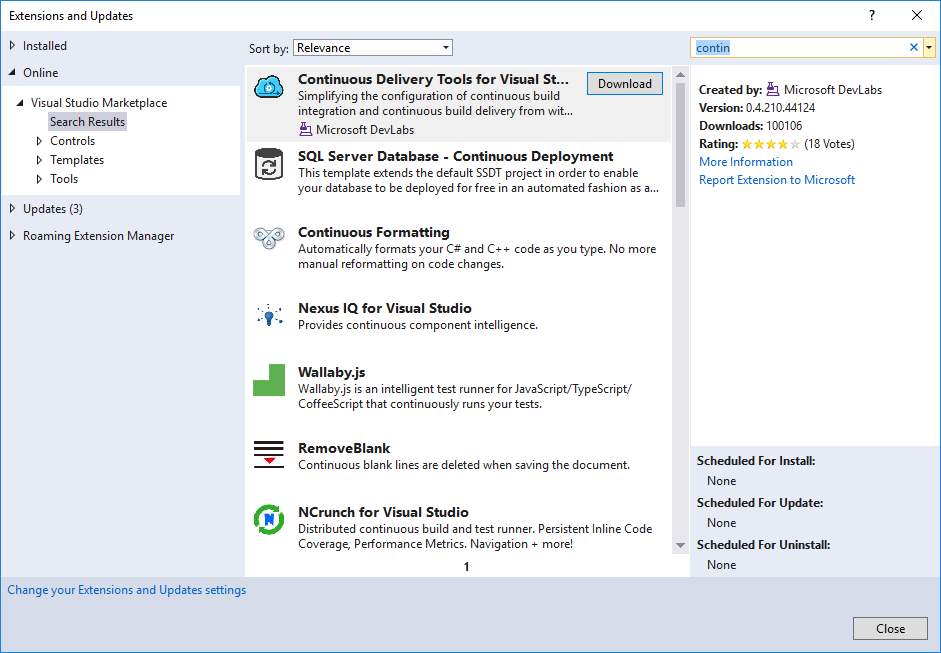 Extensions and Updates
?
Installed
Online
Visual Studio Marketplace
Search Results
Controls
Templates
Tools
Updates (3)
Roaming Extension Manager
Sort by: Relevance
Continuous Delivery Tools for Visual St...
Simplifying the configuration of continuous build
integration and continuous build delivery from wit...
Microsoft DevLabs
Download
SQL Server Database - Continuous Deployment
This template extends the default SSDT project in order to enable
your database to be deployed for free in an automated fashion as a...
Continuous Formatting
Automatically formats your C# and C++ code as you type. No more
manual reformatting on code changes.
Nexus IQ for Visual Studio
Provides continuous component intelligence.
Wallaby.js
Wallaby.js is an intelligent test runner for JavaScript/TypeScript/
CoffeeScript that continuously runs your tests.
RemoveBlank
Continuous blank lines are deleted when saving the document.
N
NCrunch for Visual Studio
Distributed continuous build and test runner. Persistent Inline Code
Coverage, Performance Metrics. Navigation + more!
1
contin
Created by: Microsoft DevLabs
Version: 0.4.210.44124
Downloads: 100106
Rating: (18 Votes)
More Information
Report Extension to Microsoft
Scheduled For Install:
None
Scheduled For Update:
None
Scheduled For Uninstall:
None
Change your Extensions and Updates settings
Close